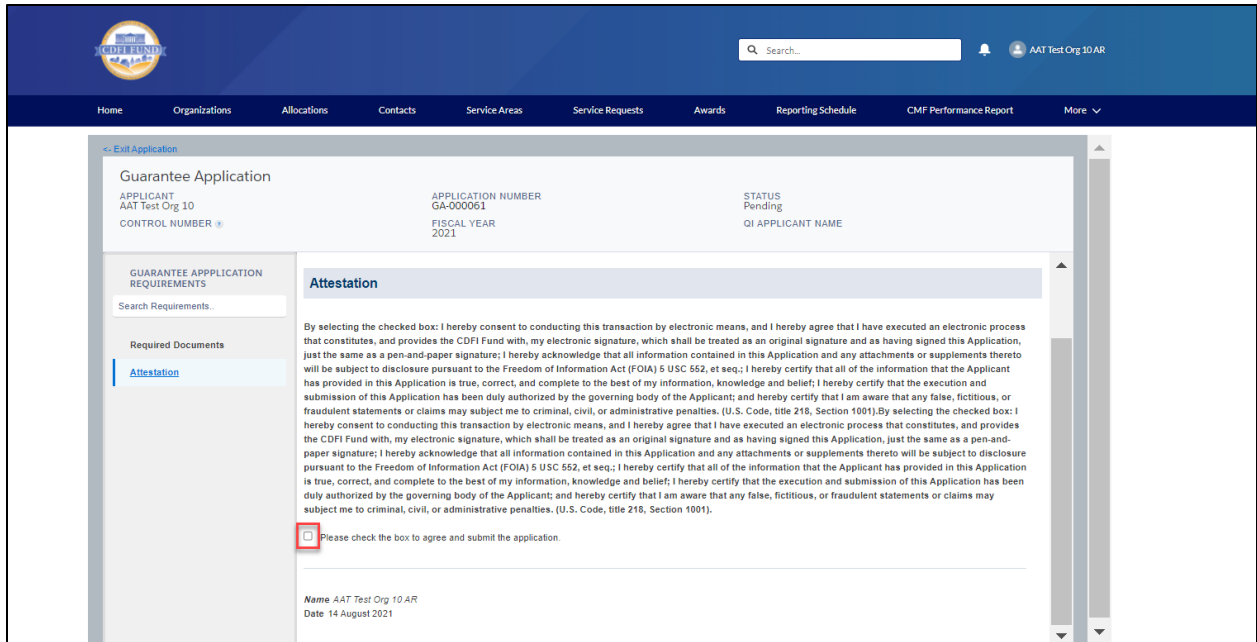 CDFI FUND
Search...
AAT Test Org 10 AR
Home Organizations Allocations Contacts Service Areas Service Requests Awards Reporting Schedule CMF Performance Report More
<- Exit Application
Guarantee Application
APPLICANT APPLICATION NUMBER STATUS
AAT Test Org 10 GA-000061 Pending
CONTROL NUMBER ? FISCAL YEAR QI APPLICANT NAME
2021
GUARANTEE APPPLICATION
REQUIREMENTS
Search Requirements..
Required Documents
Attestation
Attestation
By selecting the checked box: I hereby consent to conducting this transaction by electronic means, and I hereby agree that I have executed an electronic process
that constitutes, and provides the CDFI Fund with, my electronic signature, which shall be treated as an original signature and as having signed this Application,
just the same as a pen-and-paper signature; I hereby acknowledge that all information contained in this Application and any attachments or supplements thereto
will be subject to disclosure pursuant to the Freedom of Information Act (FOIA) 5 USC 552, et seq.; I hereby certify that all of the information that the Applicant
has provided in this Application is true, correct, and complete to the best of my information, knowledge and belief; I hereby certify that the execution and
submission of this Application has been duly authorized by the governing body of the Applicant; and hereby certify that I am aware that any false, fictitious, or
fraudulent statements or claims may subject me to criminal, civil, or administrative penalties. (U.S. Code, title 218, Section 1001).By selecting the checked box: I
hereby consent to conducting this transaction by electronic means, and I hereby agree that I have executed an electronic process that constitutes, and provides
the CDFI Fund with, my electronic signature, which shall be treated as an original signature and as having signed this Application, just the same as a pen-and-
paper signature; I hereby acknowledge that all information contained in this Application and any attachments or supplements thereto will be subject to disclosure
pursuant to the Freedom of Information Act (FOIA) 5 USC 552, et seq.; I hereby certify that all of the information that the Applicant has provided in this Application
is true, correct, and complete to the best of my information, knowledge and belief; I hereby certify that the execution and submission of this Application has been
duly authorized by the governing body of the Applicant; and hereby certify that I am aware that any false, fictitious, or fraudulent statements or claims may
subject me to criminal, civil, or administrative penalties. (U.S. Code, title 218, Section 1001).
Please check the box to agree and submit the application.
Name AAT Test Org 10 AR
Date 14 August 2021